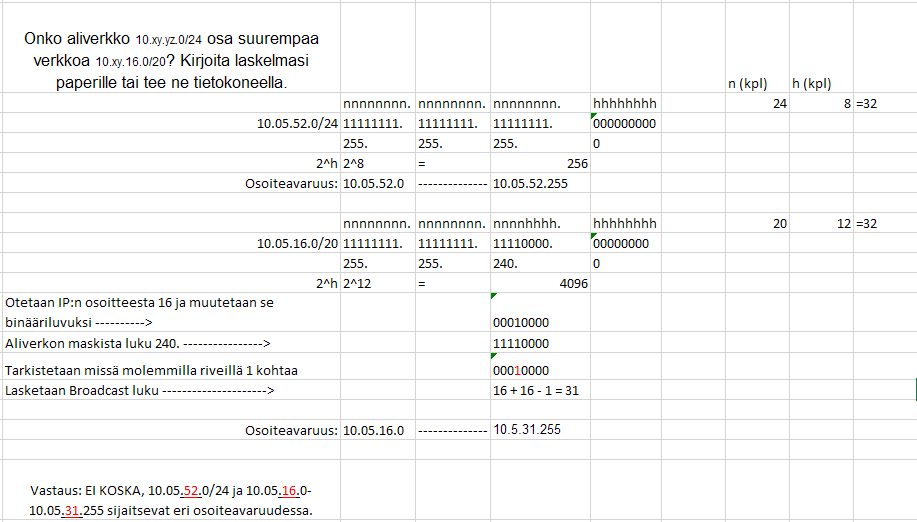 Onko aliverkko 10.xy.yz.0/24 osa suurempaa
verkkoa 10.xy.16.0/20? Kirjoita laskelmasi
paperille tai tee ne tietokoneella.
n (kpl) h (kpl)
nnnnnnnn. nnnnnnnn. nnnnnnnn. hhhhhhhh 24 8 =32
10.05.52.0/24 11111111. 11111111. 11111111. 000000000
255. 255. 255. 0
2^h 2^8 = 256
Osoiteavaruus: 10.05.52.0 -------------- 10.05.52.255
nnnnnnnn. nnnnnnnn. nnnnhhhh. hhhhhhhh 20 12 =32
10.05.16.0/20 11111111. 11111111. 11110000. 00000000
255. 255. 240. 0
2^h 2^12 = 4096
Otetaan IP:n osoitteesta 16 ja muutetaan se
binääriluvuksi ----------> 00010000
Aliverkon maskista luku 240. ----------------> 11110000
Tarkistetaan missä molemmilla riveillä 1 kohtaa 00010000
Lasketaan Broadcast luku ---------------------> 16 + 16 - 1 = 31
Osoiteavaruus: 10.05.16.0 -------------- 10.5.31.255
Vastaus: EI KOSKA, 10.05.52.0/24 ja 10.05.16.0-
10.05.31.255 sijaitsevat eri osoiteavaruudessa.